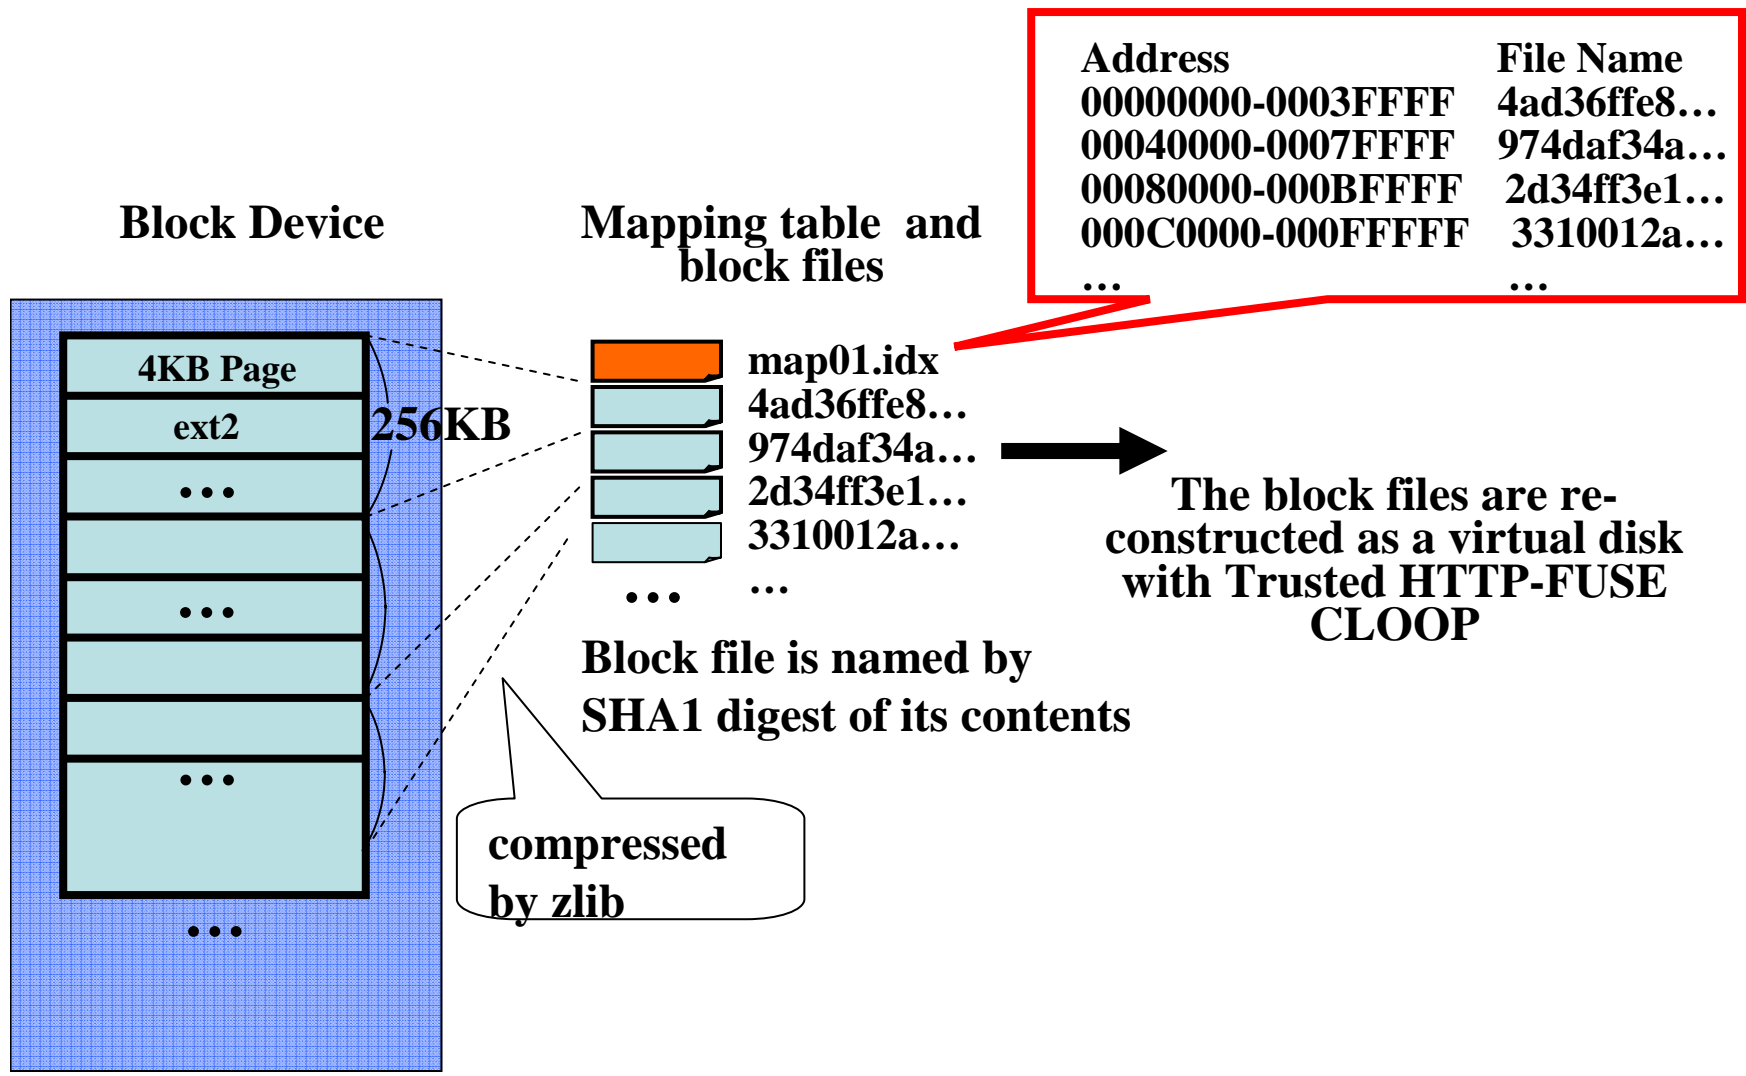 Address File Name
00000000-0003FFFF 4ad36ffe8…
00040000-0007FFFF 974daf34a…
00080000-000BFFFF 2d34ff3e1…
000C0000-000FFFFF 3310012a…
… …
Block Device
Mapping table and
block files
4KB Page
ext2
256KB
…
…
…
…
map01.idx
4ad36ffe8…
974daf34a…
2d34ff3e1…
3310012a…
… …
Block file is named by
SHA1 digest of its contents
compressed
by zlib
The block files are re-
constructed as a virtual disk
with Trusted HTTP-FUSE
CLOOP